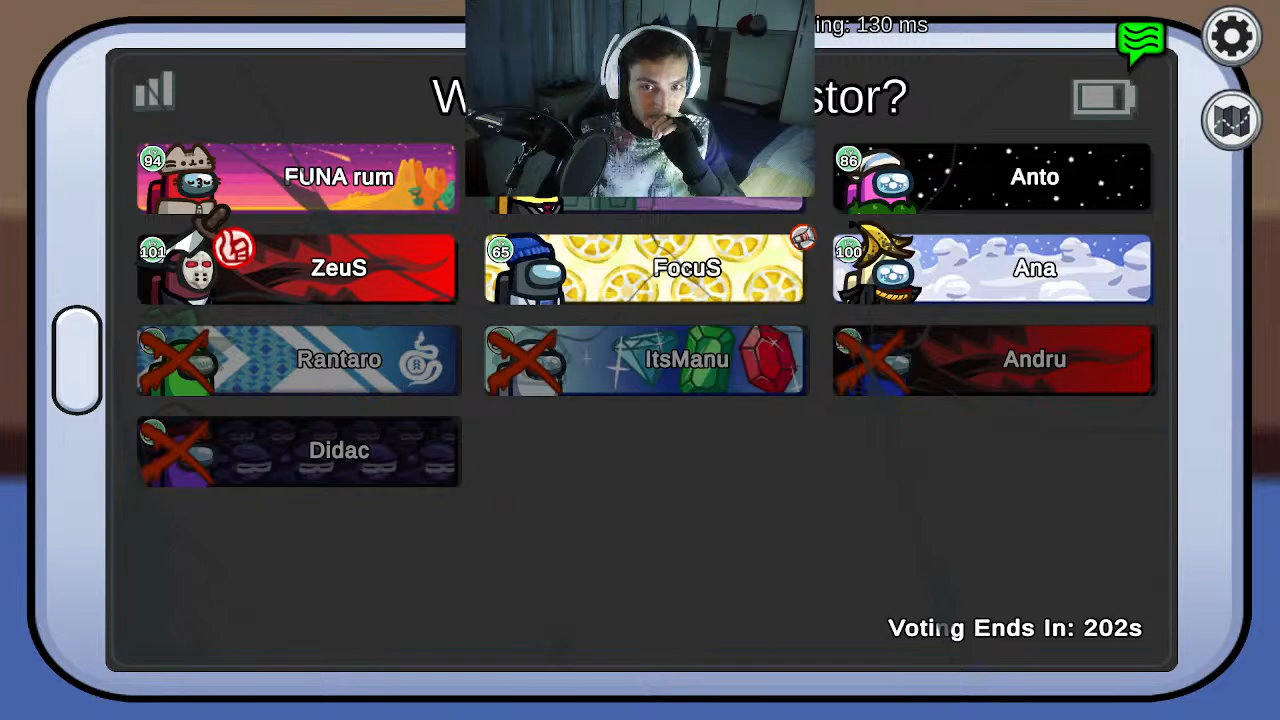 ing: 130 ms
W stor?
94 FUNA rum
86 Anto
101 ZeuS
65 FocuS
100 Ana
Rantaro
ItsManu
Andru
Didac
Voting Ends In: 202s